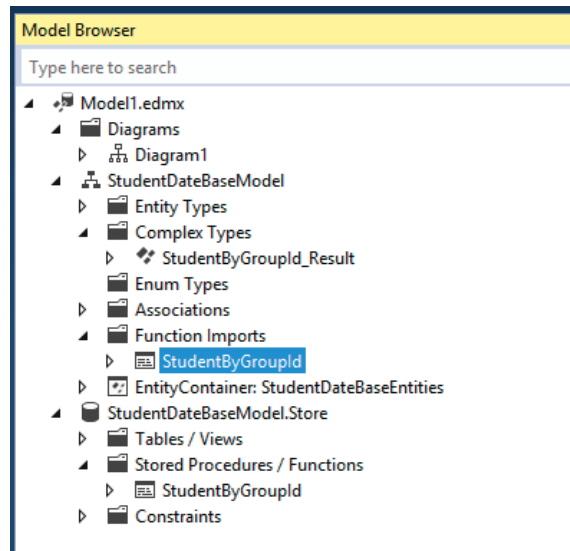 Model Browser
Type here to search
Model1.edmx
Diagrams
Diagram1
StudentDateBaseModel
Entity Types
Complex Types
StudentByGroupId_Result
Enum Types
Associations
Function Imports
StudentByGroupId
EntityContainer: StudentDateBaseEntities
StudentDateBaseModel.Store
Tables / Views
Stored Procedures / Functions
StudentByGroupId
Constraints